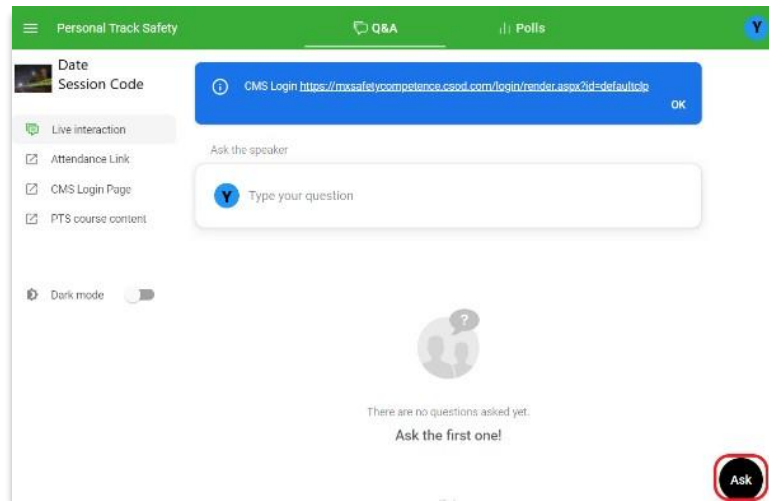 Personal Track Safety
Q&A
Polls
Y
Date
Session Code
Live interaction
Attendance Link
CMS Login Page
PTS course content
Dark mode
CMS Login https://mxsafetycompetence.csod.com/login/render.aspx?id=defaultclp
OK
Ask the speaker
Y
Type your question
?
There are no questions asked yet.
Ask the first one!
Ask